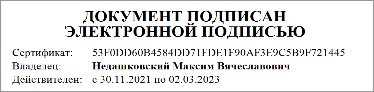 ДОКУМЕНТ ПОДПИСАН
ЭЛЕКТРОННОЙ ПОДПИСЬЮ
Сертификат: 53F0DD60B4584DD71FDE1F90AF3E9C5B9F721445
Владелец: Недашковский Максим Вячеславович
Действителен: с 30.11.2021 по 02.03.2023